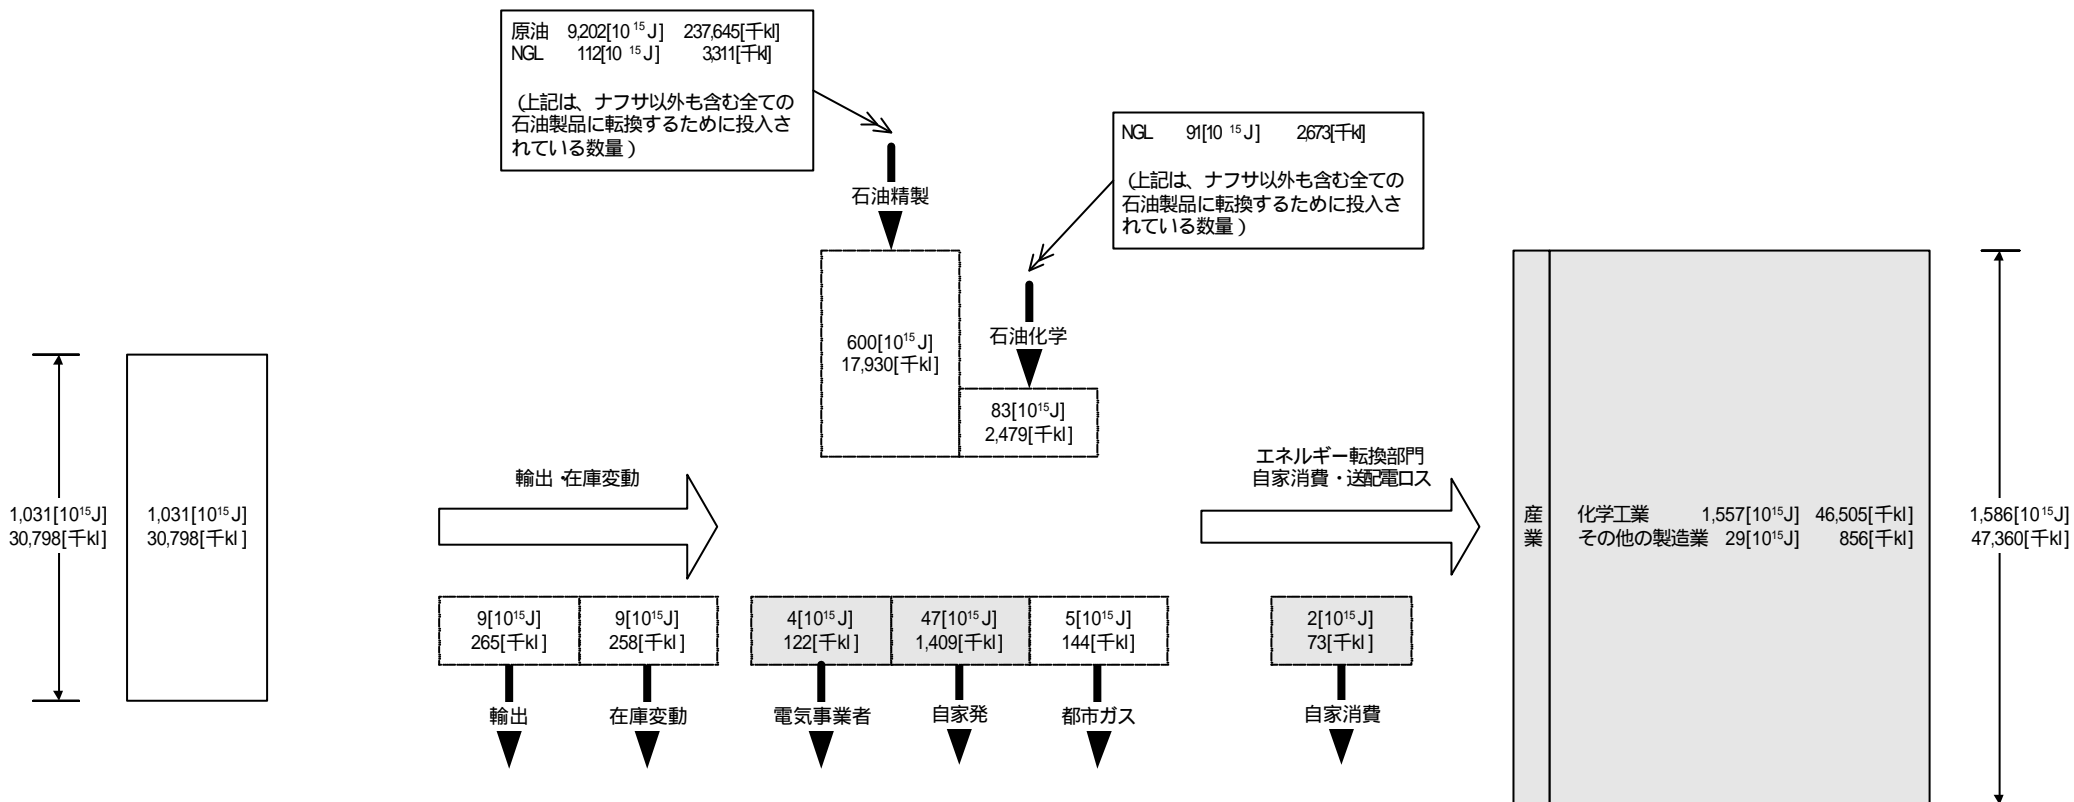 原油 9,202[10¹⁵J] 237,645[千kl]
NGL 112[10¹⁵J] 3,311[千kl]
(上記は、ナフサ以外も含む全ての
石油製品に転換するために投入さ
れている数量)
NGL 91[10¹⁵J] 2,673[千kl]
(上記は、ナフサ以外も含む全ての
石油製品に転換するために投入さ
れている数量)
石油精製
600[10¹⁵J]
17,930[千kl]
石油化学
83[10¹⁵J]
2,479[千kl]
1,031[10¹⁵J]
30,798[千kl]
1,031[10¹⁵J]
30,798[千kl]
輸出・在庫変動
エネルギー転換部門
自家消費・送配電ロス
産業
化学工業 1,557[10¹⁵J] 46,505[千kl]
その他の製造業 29[10¹⁵J] 856[千kl]
1,586[10¹⁵J]
47,360[千kl]
9[10¹⁵J]
265[千kl]
9[10¹⁵J]
258[千kl]
4[10¹⁵J]
122[千kl]
47[10¹⁵J]
1,409[千kl]
5[10¹⁵J]
144[千kl]
2[10¹⁵J]
73[千kl]
輸出
在庫変動
電気事業者
自家発
都市ガス
自家消費